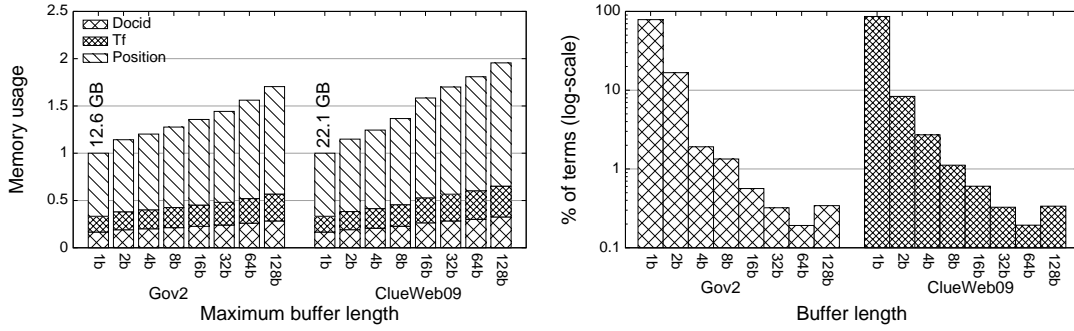 2.5
2
1.5
1
0.5
0
Memory usage
Docid
Tf
Position
12.6 GB
22.1 GB
1b
2b
4b
8b
16b
32b
64b
128b
1b
2b
4b
8b
16b
32b
64b
128b
Gov2
ClueWeb09
Maximum buffer length
100
10
1
0.1
% of terms (log-scale)
1b
2b
4b
8b
16b
32b
64b
128b
1b
2b
4b
8b
16b
32b
64b
128b
Gov2
ClueWeb09
Buffer length